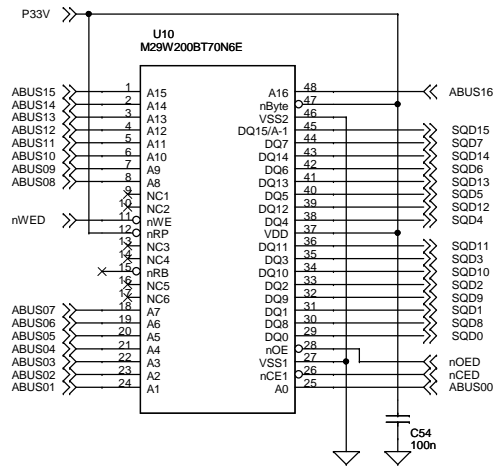 P33V
U10
M29W200BT70N6E
ABUS15 1 A15 A16 48 ABUS16
ABUS14 2 A14 nByte 47
ABUS13 3 A13 VSS2 46
ABUS12 4 A12 DQ15/A-1 45 SQD15
ABUS11 5 A11 DQ7 44 SQD7
ABUS10 6 A10 DQ14 43 SQD14
ABUS09 7 A9 DQ6 42 SQD6
ABUS08 8 A8 DQ13 41 SQD13
9 NC1 DQ5 40 SQD5
10 NC2 DQ12 39 SQD12
nWED 11 nWE DQ4 38 SQD4
12 nRP VDD 37
13 NC3 DQ11 36 SQD11
14 NC4 DQ3 35 SQD3
15 nRB DQ10 34 SQD10
16 NC5 DQ2 33 SQD2
17 NC6 DQ9 32 SQD9
ABUS07 18 A7 DQ1 31 SQD1
ABUS06 19 A6 DQ8 30 SQD8
ABUS05 20 A5 DQ0 29 SQD0
ABUS04 21 A4 nOE 28 nOED
ABUS03 22 A3 VSS1 27
ABUS02 23 A2 nCE1 26 nCED
ABUS01 24 A1 A0 25 ABUS00
C54
100n